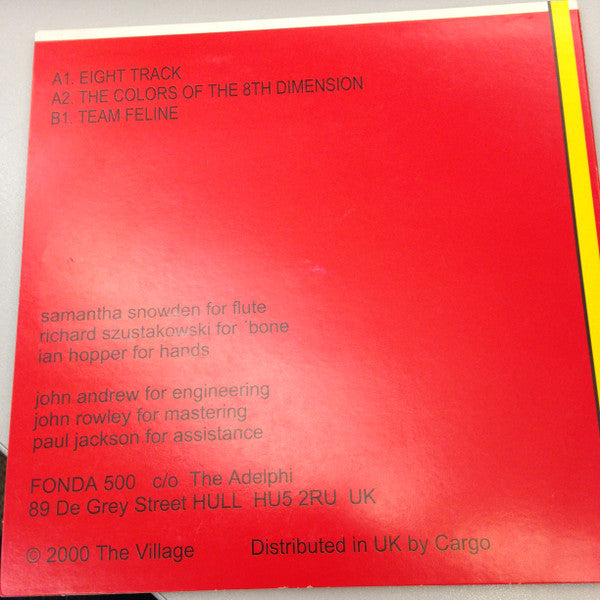 A1. EIGHT TRACK
A2. THE COLORS OF THE 8TH DIMENSION
B1. TEAM FELINE
samantha snowden for flute
richard szustakowski for `bone
ian hopper for hands
john andrew for engineering
john rowley for mastering
paul jackson for assistance
FONDA 500 c/o The Adelphi
89 De Grey Street HULL HU5 2RU UK
© 2000 The Village Distributed in UK by Cargo